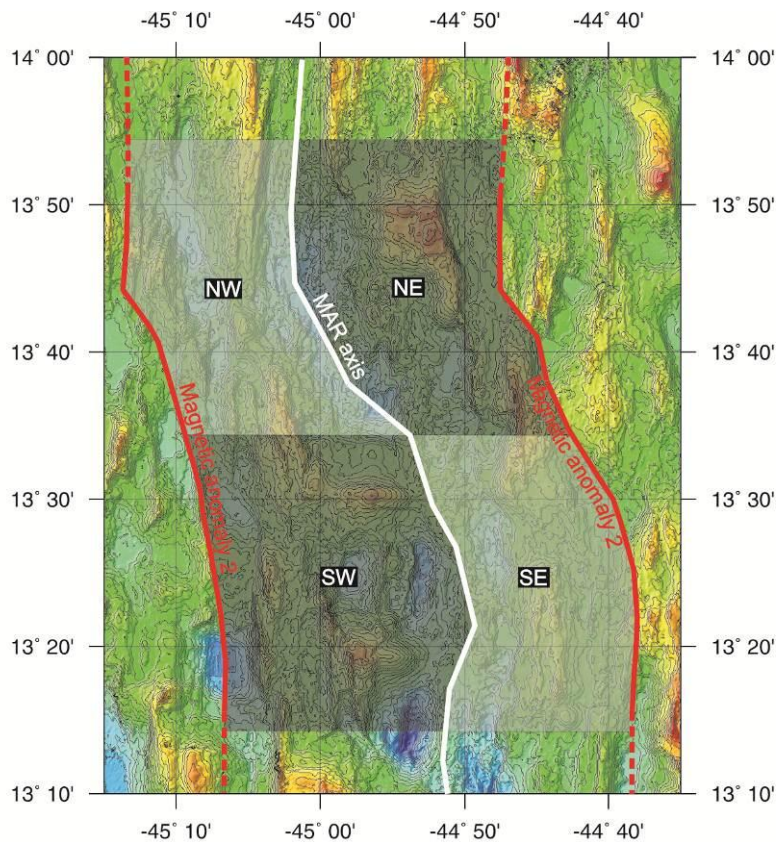 -45˚ 10' -45˚ 00' -44˚ 50' -44˚ 40'
14˚ 00' 14˚ 00'
13˚ 50' 13˚ 50'
NW NE
MAR axis
13˚ 40' 13˚ 40'
Magnetic anomaly 2 Magnetic anomaly 2
13˚ 30' 13˚ 30'
SW SE
13˚ 20' 13˚ 20'
13˚ 10' 13˚ 10'
-45˚ 10' -45˚ 00' -44˚ 50' -44˚ 40'